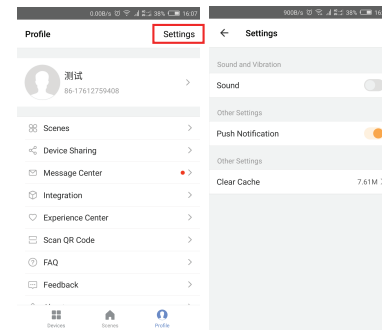 0.00B/s 38% 16:07
Profile Settings
测试
86-17612759408
Scenes
Device Sharing
Message Center
Integration
Experience Center
Scan QR Code
FAQ
Feedback
Devices Scenes Profile
900B/s 38% 16
Settings
Sound and Vibration
Sound
Other Settings
Push Notification
Other Settings
Clear Cache 7.61M